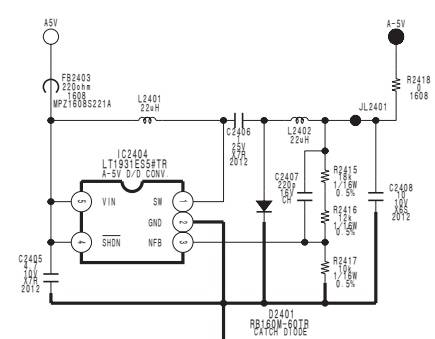 A5V
A-5V
FB2403
220ohm
1608
MPZ1608S221A
L2401
22uH
C2406
1
25V
X7R
2012
L2402
22uH
JL2401
R2418
0
1608
IC2404
LT1931ES5#TR
A-5V D/D CONV.
5
VIN
SW
1
GND
2
4
SHDN
NFB
3
C2407
220p
16V
CH
R2415
18k
1/16W
0.5%
R2416
12k
1/16W
0.5%
R2417
10k
1/16W
0.5%
C2408
10
10V
X6S
2012
C2405
4.7
10V
X7R
2012
D2401
RB160M-60TR
CATCH DIODE